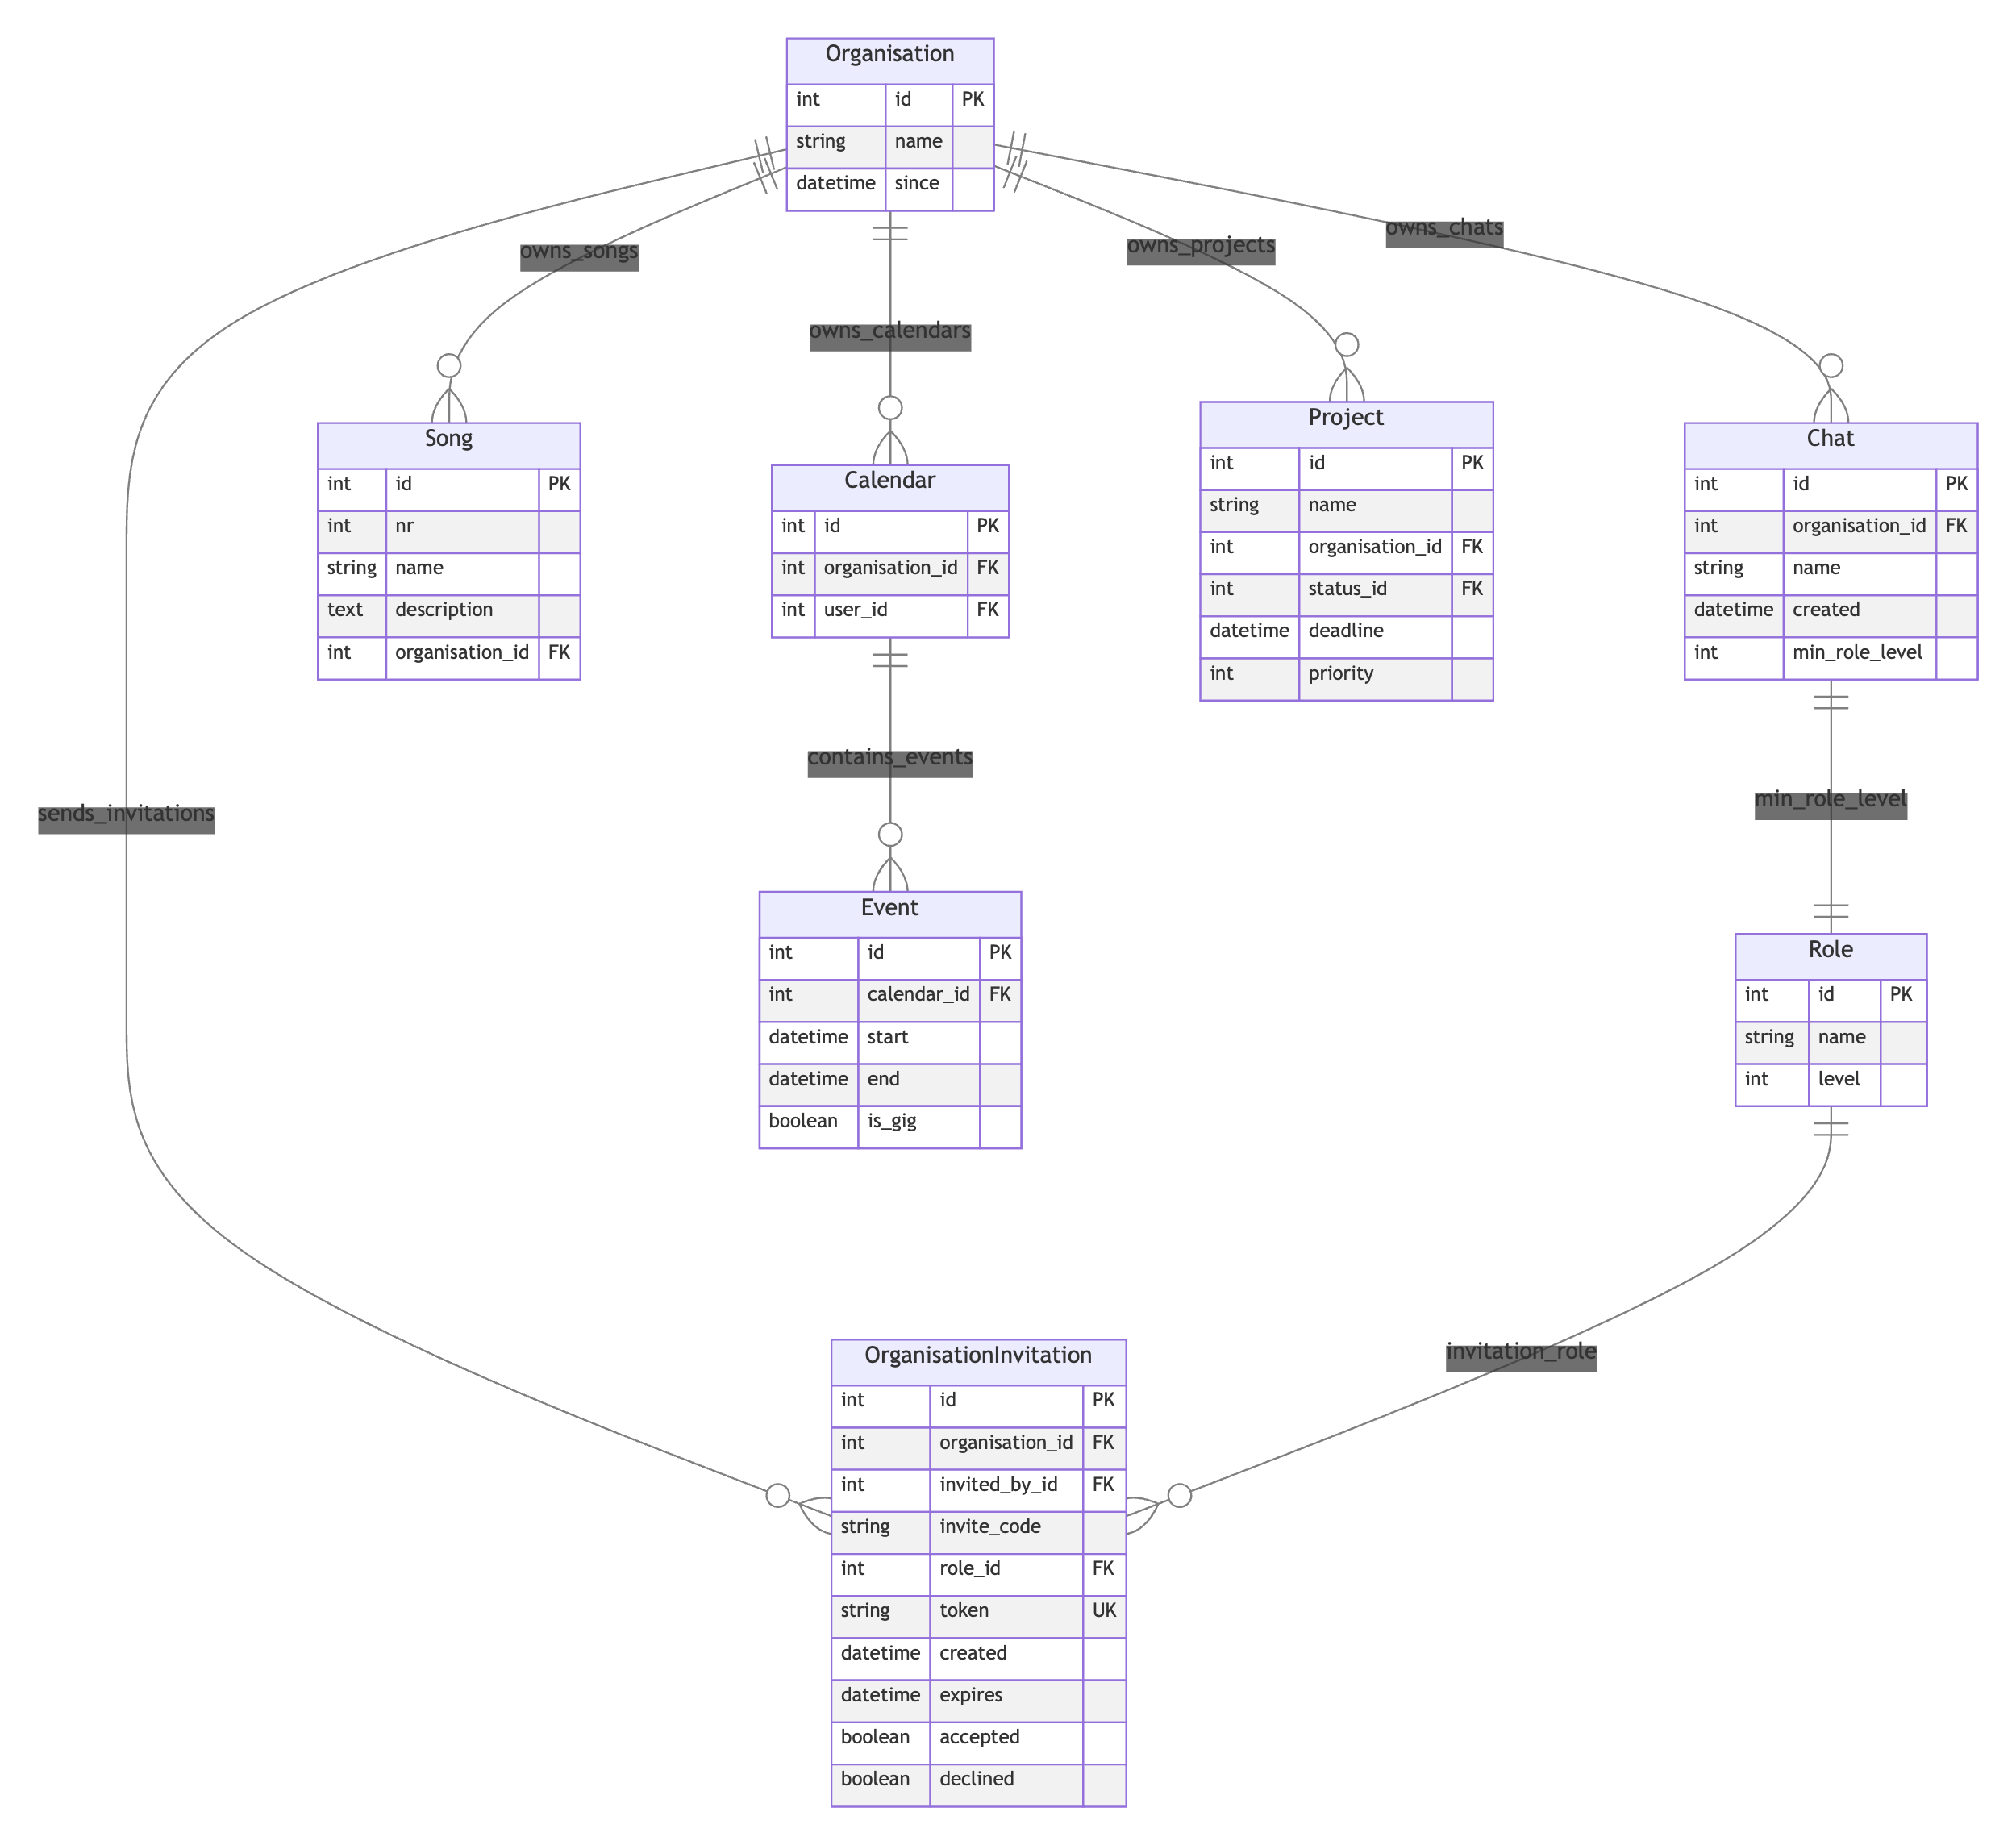 Organisation
int id PK
string name
datetime since
owns_songs
owns_calendars
owns_projects
owns_chats
Song
int id PK
int nr
string name
text description
int organisation_id FK
Calendar
int id PK
int organisation_id FK
int user_id FK
Project
int id PK
string name
int organisation_id FK
int status_id FK
datetime deadline
int priority
Chat
int id PK
int organisation_id FK
string name
datetime created
int min_role_level
sends_invitations
contains_events
min_role_level
Event
int id PK
int calendar_id FK
datetime start
datetime end
boolean is_gig
Role
int id PK
string name
int level
invitation_role
OrganisationInvitation
int id PK
int organisation_id FK
int invited_by_id FK
string invite_code
int role_id FK
string token UK
datetime created
datetime expires
boolean accepted
boolean declined